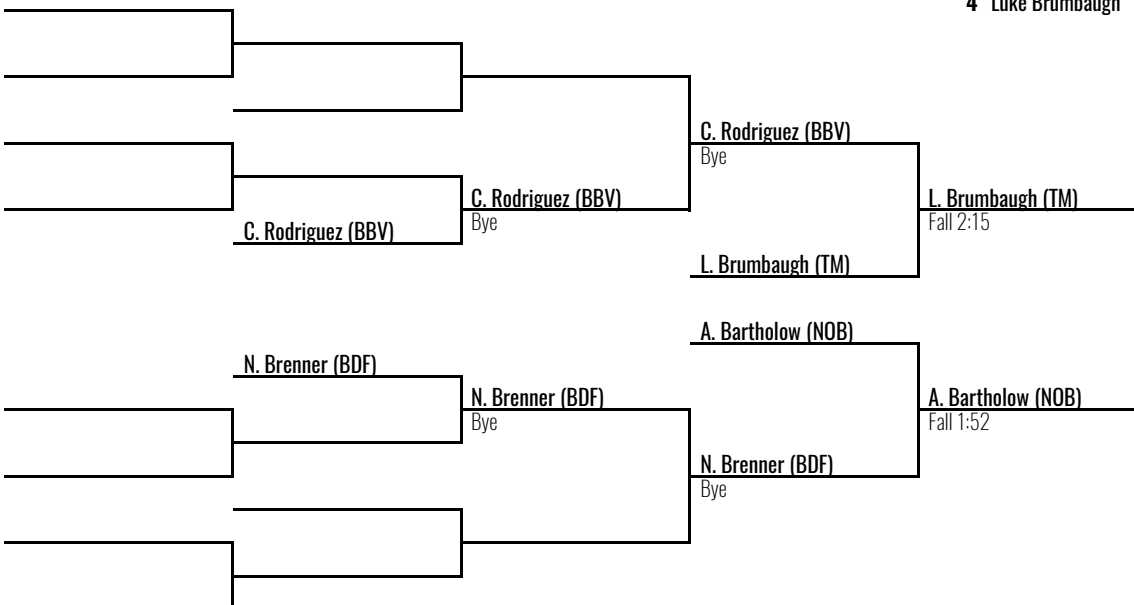 4 Luke Brumbaugh
C. Rodriguez (BBV)
Bye
C. Rodriguez (BBV)
Bye
L. Brumbaugh (TM)
Fall 2:15
C. Rodriguez (BBV)
L. Brumbaugh (TM)
A. Bartholow (NOB)
N. Brenner (BDF)
N. Brenner (BDF)
Bye
A. Bartholow (NOB)
Fall 1:52
N. Brenner (BDF)
Bye